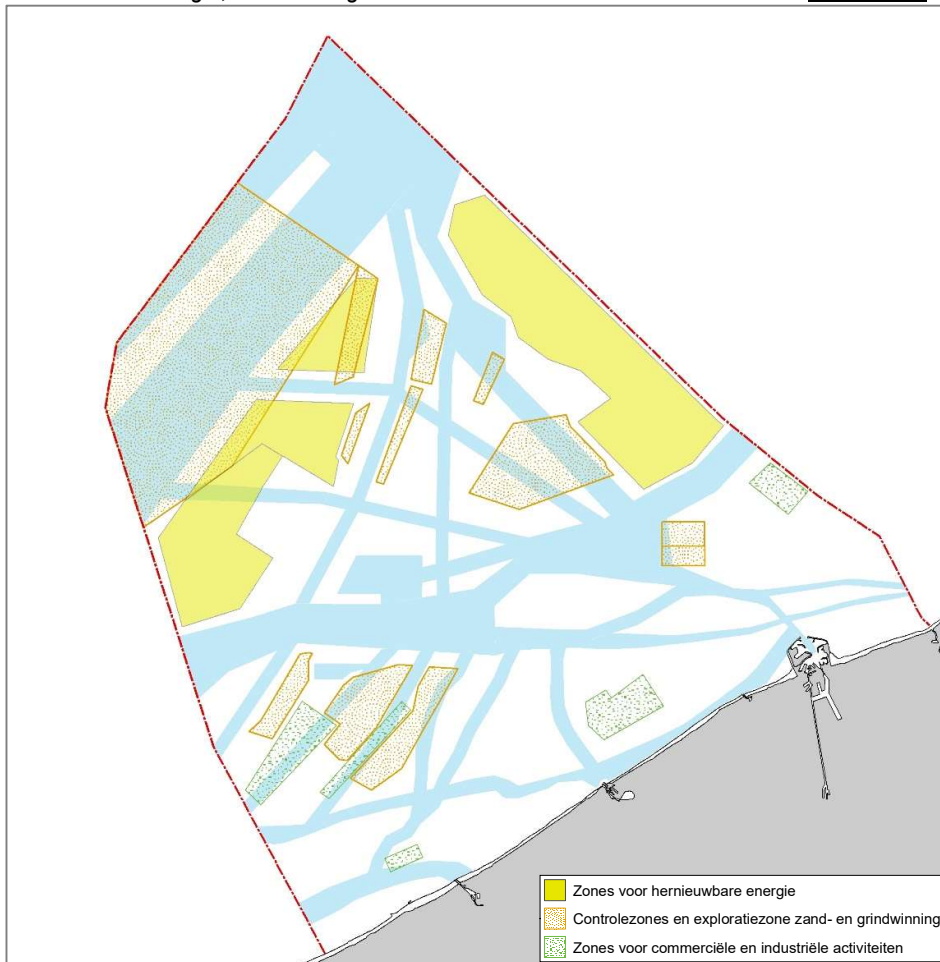 Zones voor hernieuwbare energie
Controlezones en exploratiezone zand- en grindwinning
Zones voor commerciële en industriële activiteiten